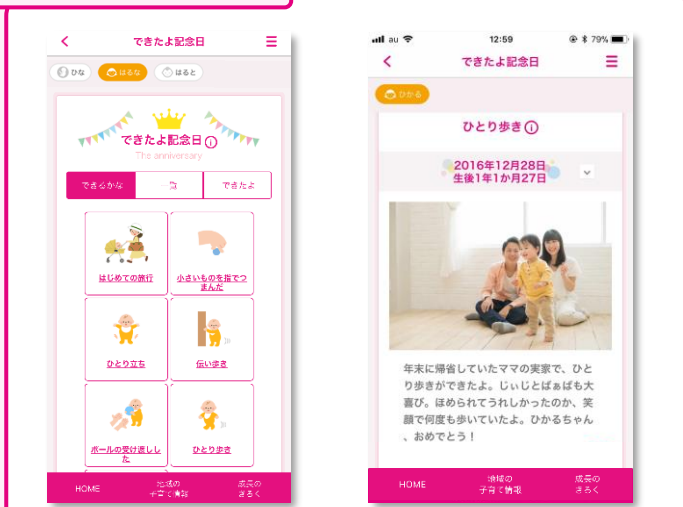 できたよ記念日
ひな
はるな
はると
できたよ記念日
The anniversary
できるかな
一覧
できたよ
はじめての旅行
小さいものを指でつ
まんだ
ひとり立ち
伝い歩き
ボールの受け渡しし
た
ひとり歩き
HOME
地域の
子育て情報
成長の
きろく
au
12:59
79%
できたよ記念日
ひかる
ひとり歩き
2016年12月28日
生後1年1か月27日
年末に帰省していたママの実家で、ひと
り歩きができたよ。じぃじとばぁばも大
喜び。ほめられてうれしかったのか、笑
顔で何度も歩いていたよ。ひかるちゃん
、おめでとう！
HOME
地域の
子育て情報
成長の
きろく